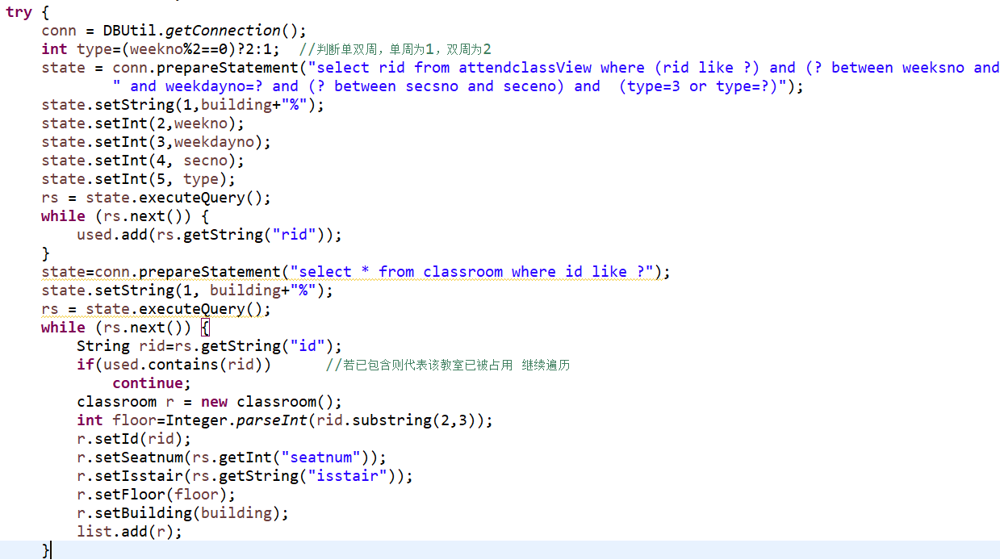 try {
conn = DBUtil.getConnection();
int type=(weekno%2==0)?2:1;  //判断单双周，单周为1，双周为2
state = conn.prepareStatement("select rid from attendclassView where (rid like ?) and (? between weeksno and
" and weekdayno=? and (? between secsno and seceno) and  (type=3 or type=?)");
state.setString(1,building+"%");
state.setInt(2,weekno);
state.setInt(3,weekdayno);
state.setInt(4, secno);
state.setInt(5, type);
rs = state.executeQuery();
while (rs.next()) {
used.add(rs.getString("rid"));
}
state=conn.prepareStatement("select * from classroom where id like ?");
state.setString(1, building+"%");
rs = state.executeQuery();
while (rs.next()) {
String rid=rs.getString("id");
if(used.contains(rid))      //若已包含则代表该教室已被占用 继续遍历
continue;
classroom r = new classroom();
int floor=Integer.parseInt(rid.substring(2,3));
r.setId(rid);
r.setSeatnum(rs.getInt("seatnum"));
r.setIsstair(rs.getString("isstair"));
r.setFloor(floor);
r.setBuilding(building);
list.add(r);
}